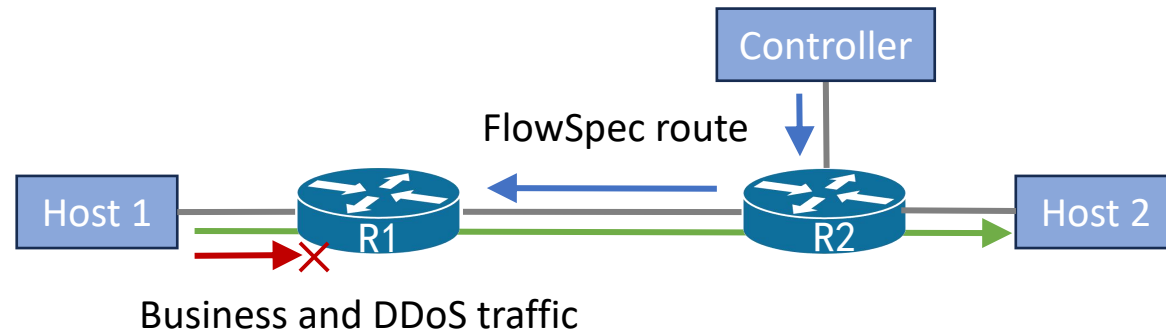 Controller
FlowSpec route
Host 1
R1
R2
Host 2
Business and DDoS traffic